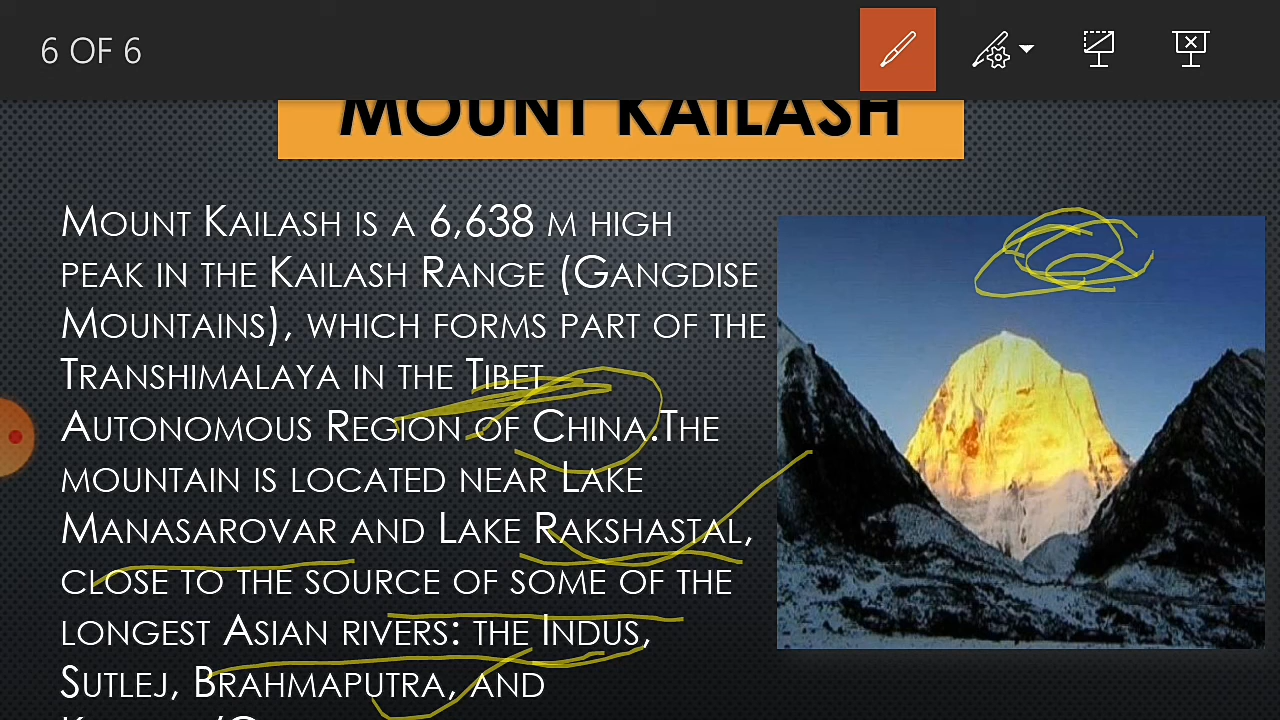 6 OF 6
MOUNT KAILASH
MOUNT KAILASH IS A 6,638 M HIGH
PEAK IN THE KAILASH RANGE (GANGDISE
MOUNTAINS), WHICH FORMS PART OF THE
TRANSHIMALAYA IN THE TIBET
AUTONOMOUS REGION OF CHINA.THE
MOUNTAIN IS LOCATED NEAR LAKE
MANASAROVAR AND LAKE RAKSHASTAL,
CLOSE TO THE SOURCE OF SOME OF THE
LONGEST ASIAN RIVERS: THE INDUS,
SUTLEJ, BRAHMAPUTRA, AND